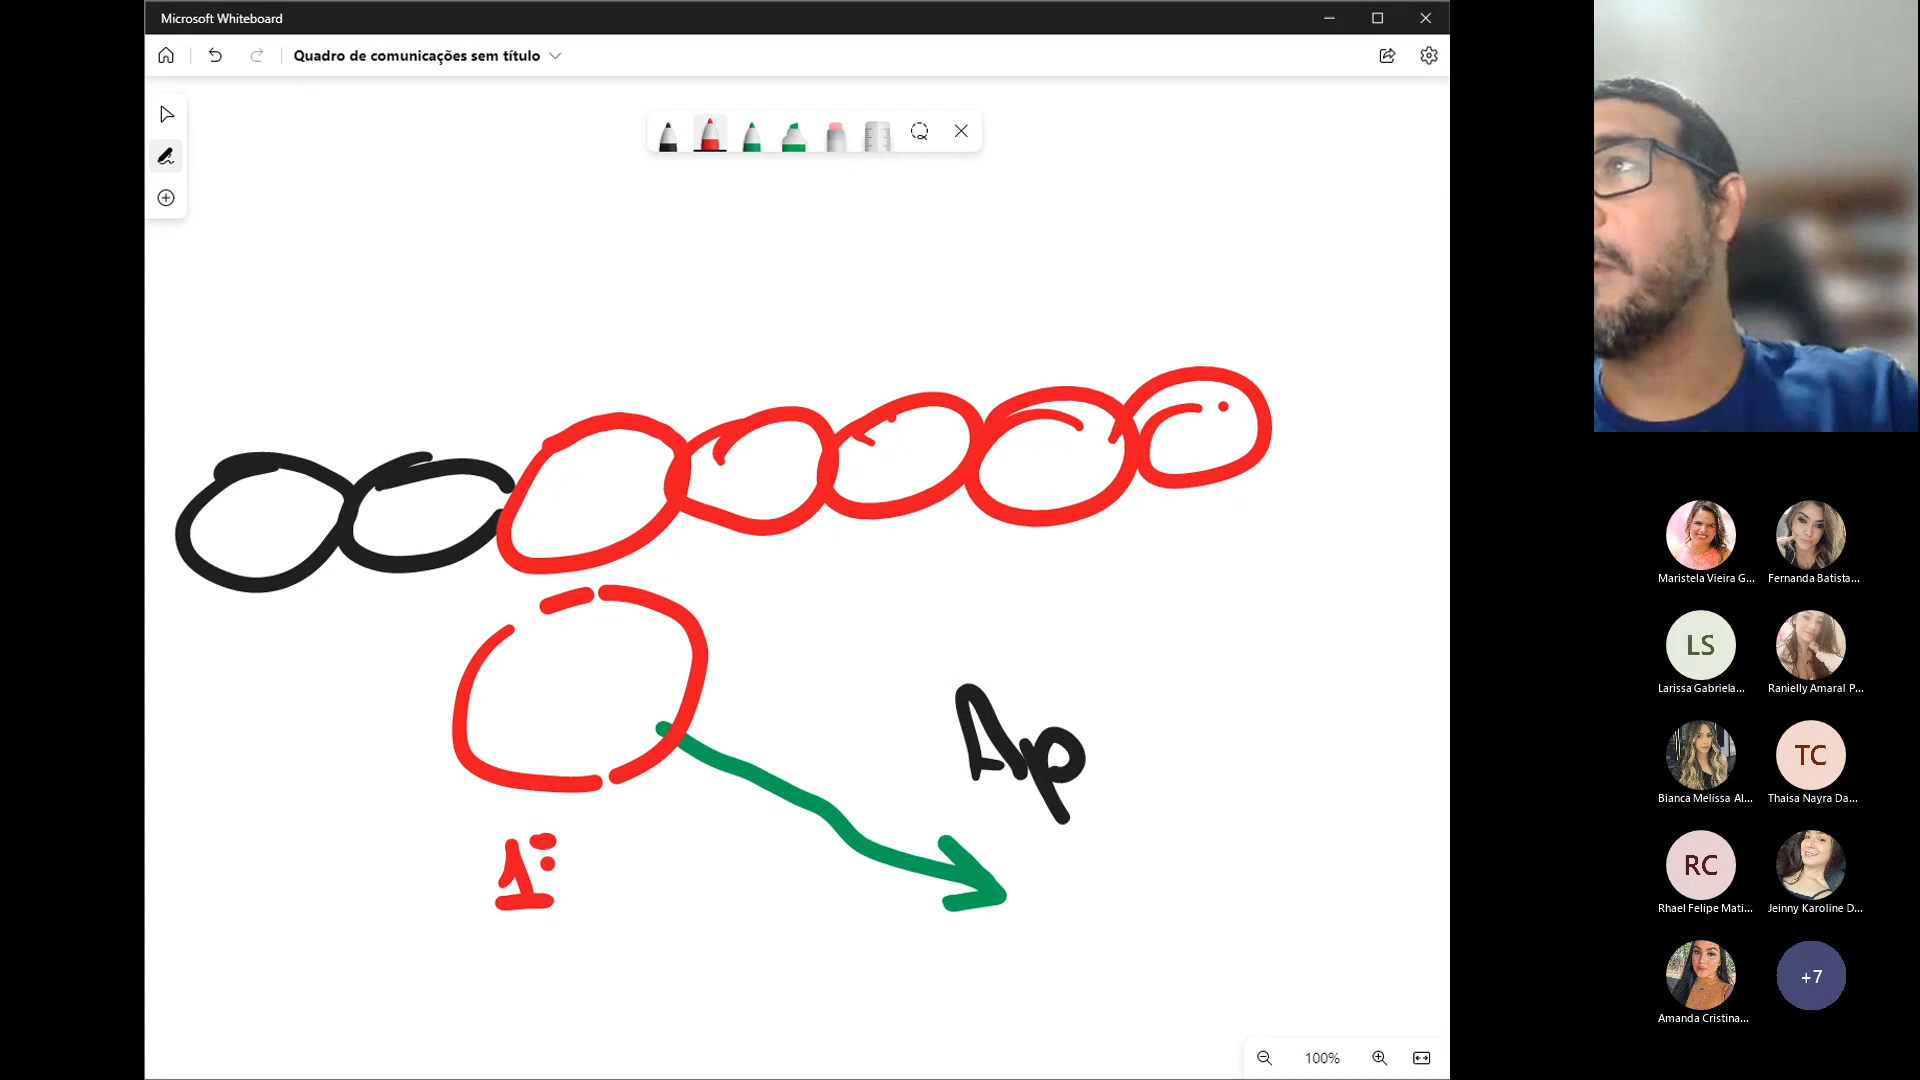 Microsoft Whiteboard
Quadro de comunicações sem título
Ap
1º
Maristela Vieira G...
Fernanda Batista...
LS
Larissa Gabriela...
Ranielly Amaral P...
Bianca Melissa Al...
TC
Thaisa Nayra Da...
RC
Rhael Felipe Mati...
Jeinny Karoline D...
Amanda Cristina...
+7
100%